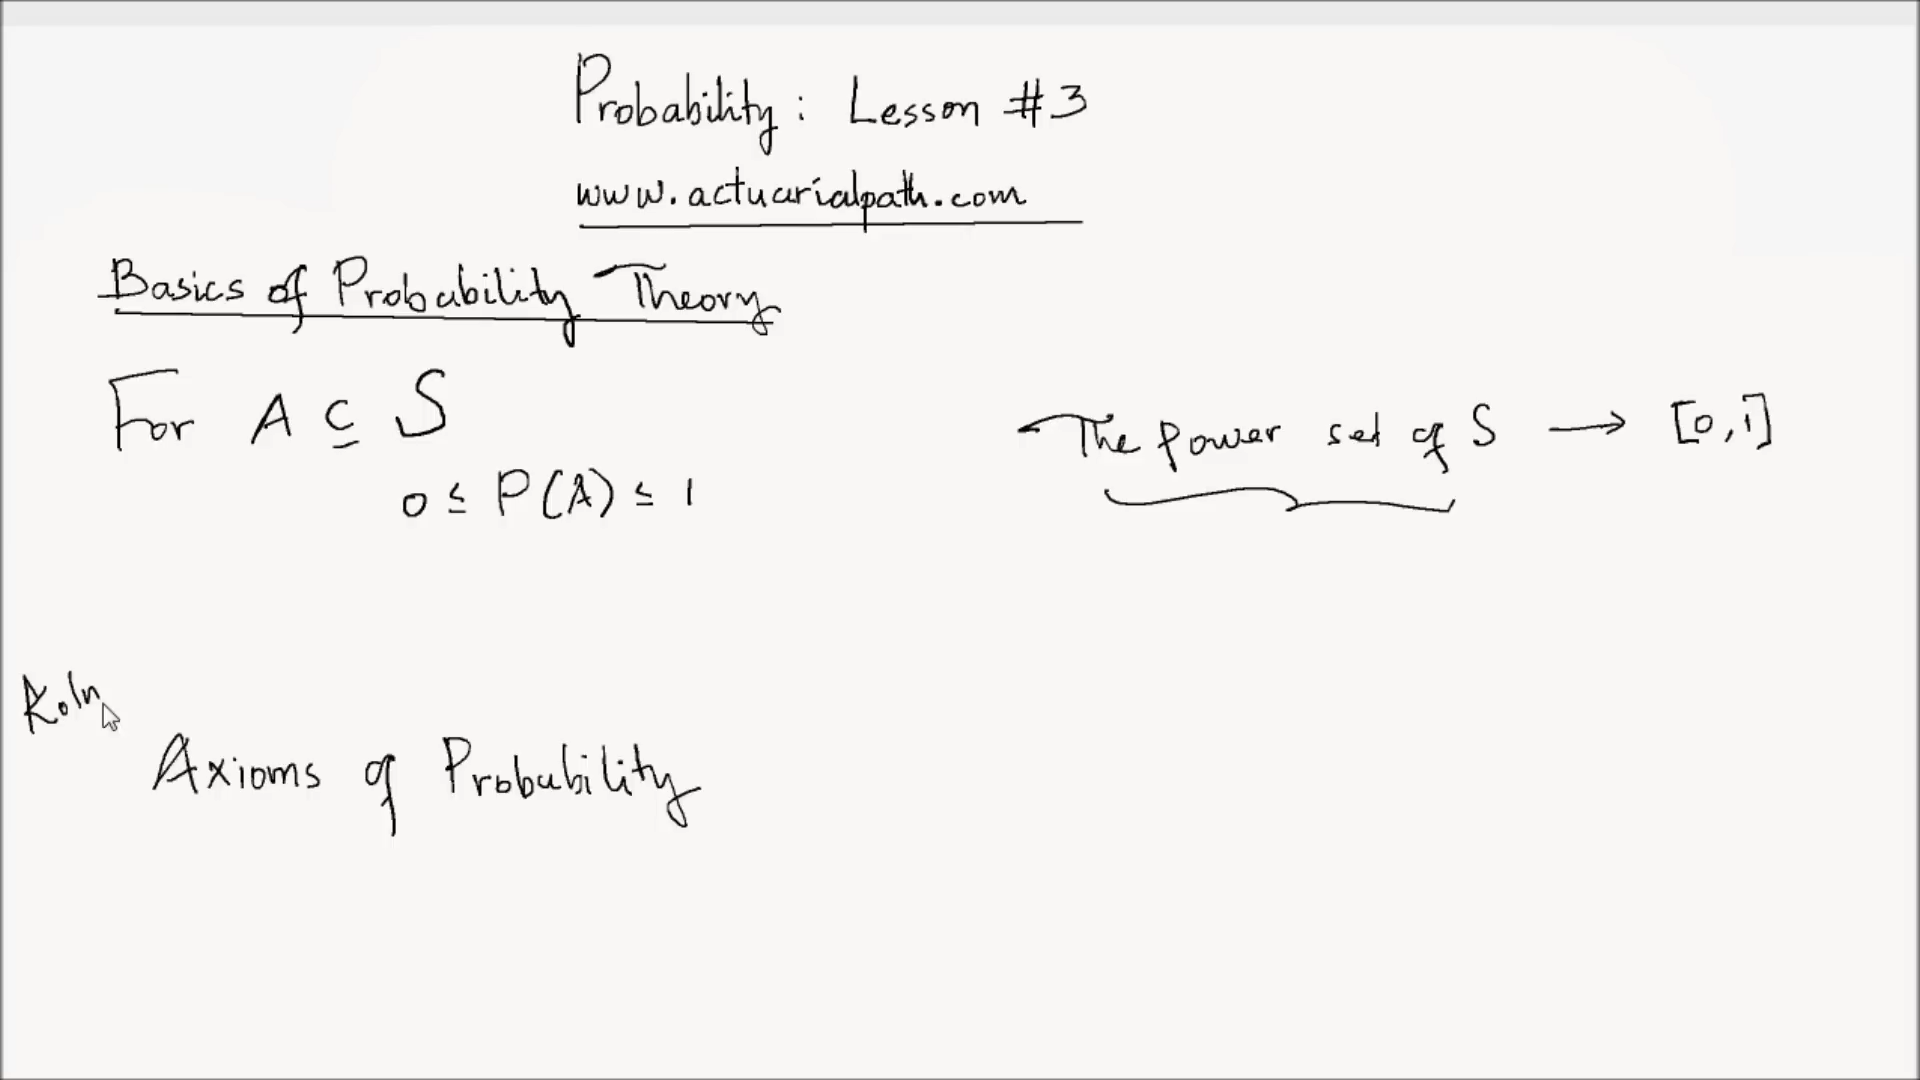 Probability: Lesson #3
www.actuarialpath.com
Basics of Probability Theory
For A ⊆ S
The power set of S → [0,1]
0 ≤ P(A) ≤ 1
Kolm
Axioms of Probability